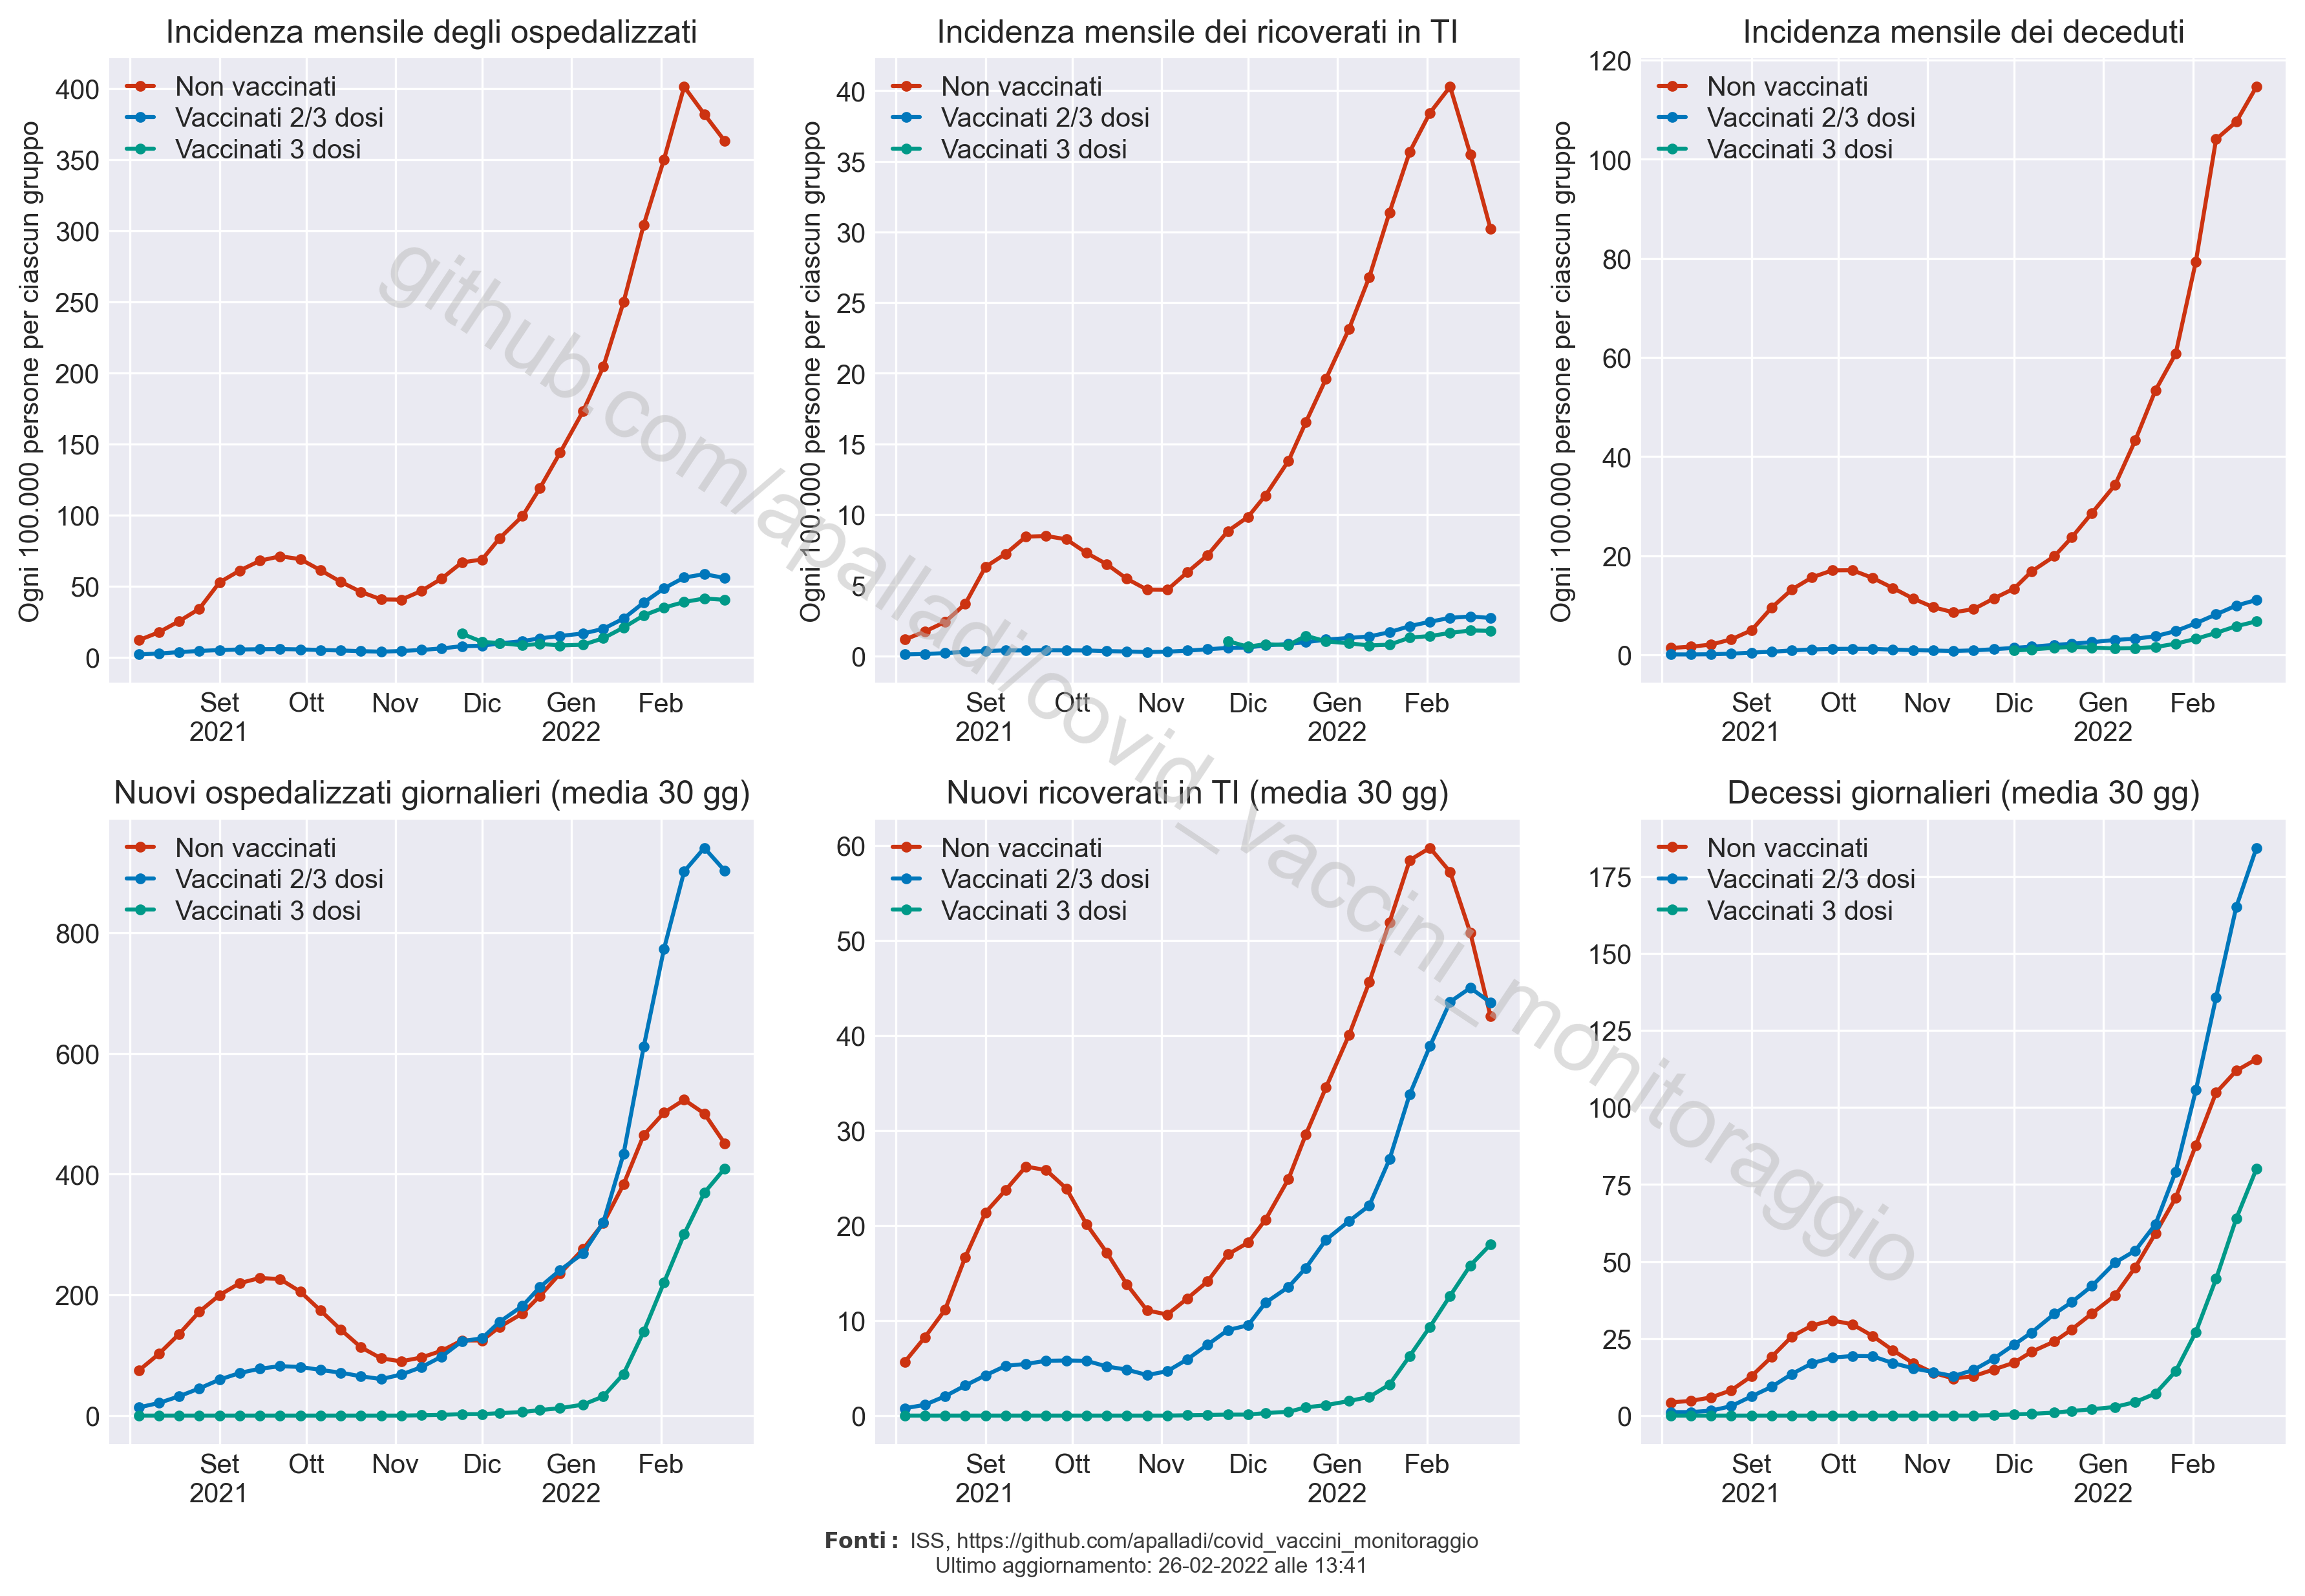 Incidenza mensile degli ospedalizzati
Ogni 100.000 persone per ciascun gruppo
400
350
300
250
200
150
100
50
0
Non vaccinati
Vaccinati 2/3 dosi
Vaccinati 3 dosi
Set
2021
Ott
Nov
Dic
Gen
2022
Feb
Incidenza mensile dei ricoverati in TI
Ogni 100.000 persone per ciascun gruppo
40
35
30
25
20
15
10
5
0
Non vaccinati
Vaccinati 2/3 dosi
Vaccinati 3 dosi
Set
2021
Ott
Nov
Dic
Gen
2022
Feb
Incidenza mensile dei deceduti
Ogni 100.000 persone per ciascun gruppo
120
100
80
60
40
20
0
Non vaccinati
Vaccinati 2/3 dosi
Vaccinati 3 dosi
Set
2021
Ott
Nov
Dic
Gen
2022
Feb
Nuovi ospedalizzati giornalieri (media 30 gg)
800
600
400
200
0
Non vaccinati
Vaccinati 2/3 dosi
Vaccinati 3 dosi
Set
2021
Ott
Nov
Dic
Gen
2022
Feb
Nuovi ricoverati in TI (media 30 gg)
60
50
40
30
20
10
0
Non vaccinati
Vaccinati 2/3 dosi
Vaccinati 3 dosi
Set
2021
Ott
Nov
Dic
Gen
2022
Feb
Decessi giornalieri (media 30 gg)
175
150
125
100
75
50
25
0
Non vaccinati
Vaccinati 2/3 dosi
Vaccinati 3 dosi
Set
2021
Ott
Nov
Dic
Gen
2022
Feb
github.com/apalladi/covid_vaccini_monitoraggio
Fonti: ISS, https://github.com/apalladi/covid_vaccini_monitoraggio
Ultimo aggiornamento: 26-02-2022 alle 13:41